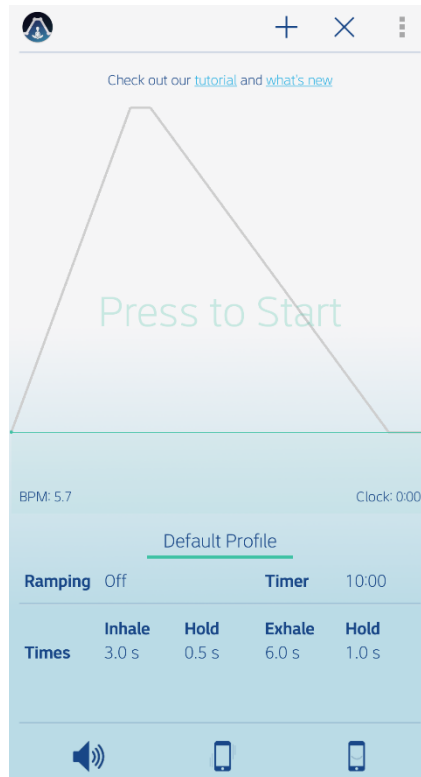 Check out our tutorial and what's new
Press to Start
BPM: 5.7 Clock: 0:00
Default Profile
Ramping Off Timer 10:00
Inhale Hold Exhale Hold
Times 3.0 s 0.5 s 6.0 s 1.0 s